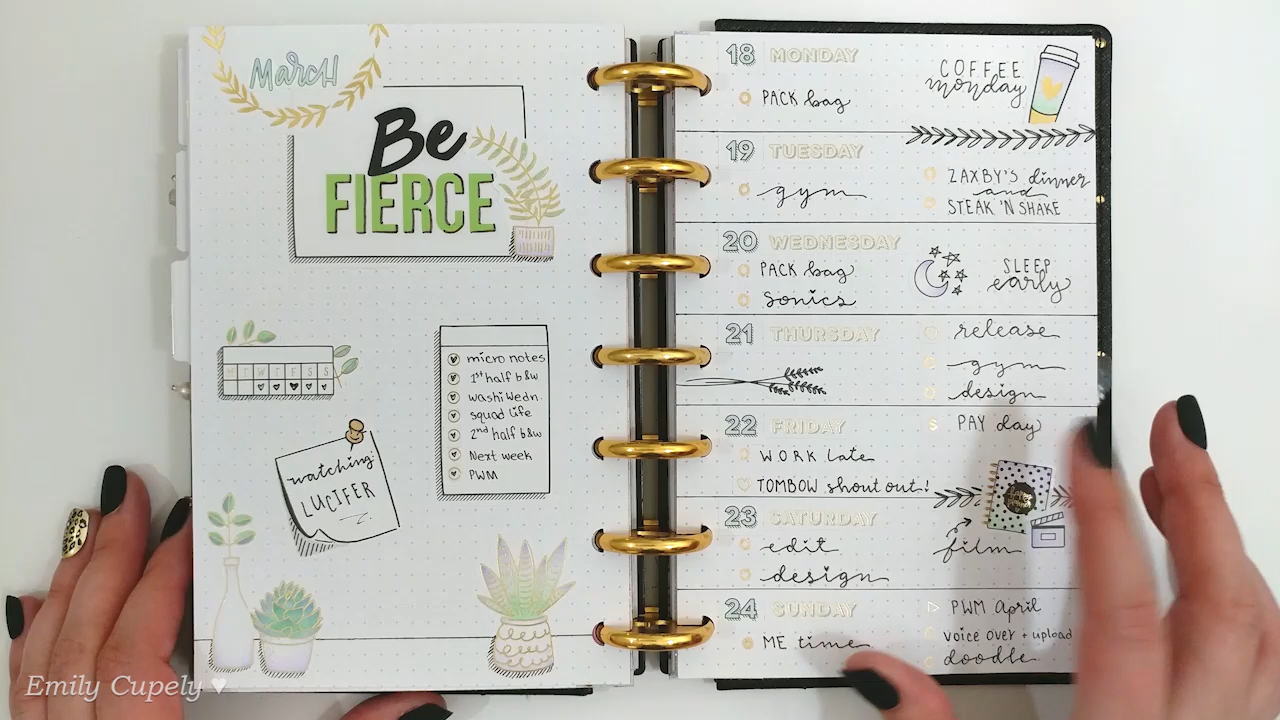 March
Be
FIERCE
M T W T F S S
micro notes
1st half b&w
washi Wedn.
squad life
2nd half b&w
Next week
PWM
watching:
LUCIFER
18 MONDAY
PACK bag
COFFEE
monday
19 TUESDAY
gym
ZAXBY'S dinner
and
STEAK 'N SHAKE
20 WEDNESDAY
PACK bag
Sonics
SLEEP
early
21 THURSDAY
release
gym
design
22 FRIDAY
PAY day
WORK late
TOMBOW shout out!
23 SATURDAY
edit
design
film
24 SUNDAY
ME time
PWM April
voice over + upload
doodle
Emily Cupely ♥